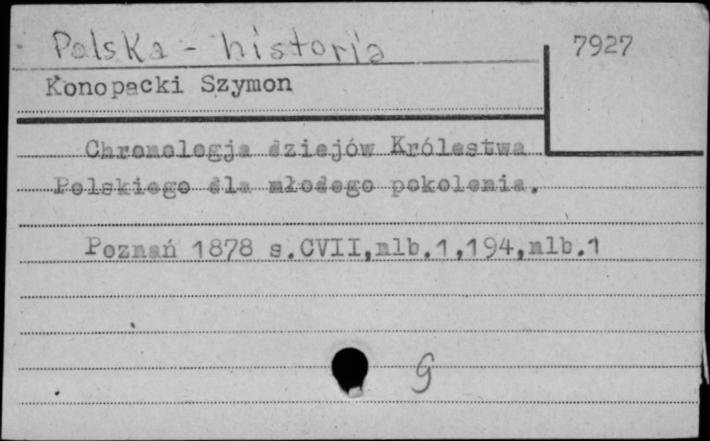 Polska - historia
7927
Konopacki Szymon
Chronologja dziejów Królestwa
Polskiego dla młodego pokolenia.
Poznań 1878 s.CVII,nlb.1,194,nlb.1
G